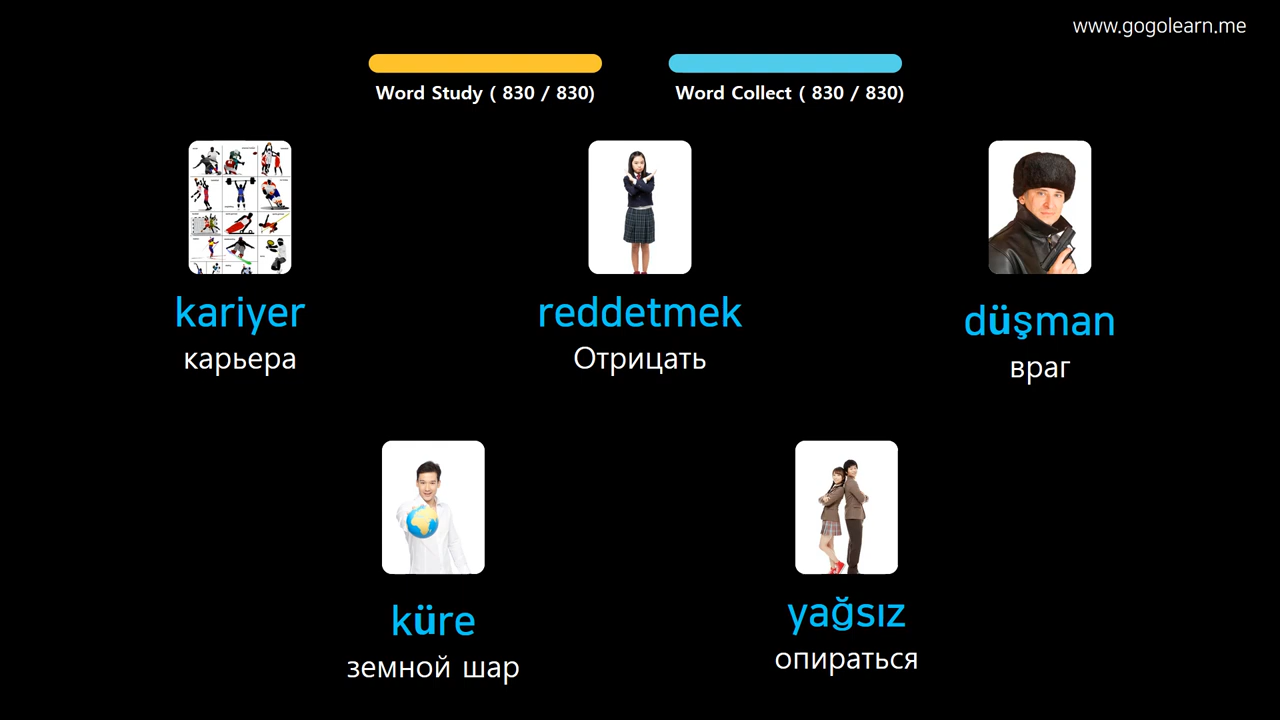 www.gogolearn.me
Word Study ( 830 / 830)
Word Collect ( 830 / 830)
kariyer
карьера
reddetmek
Отрицать
düşman
враг
küre
земной шар
yağsız
опираться